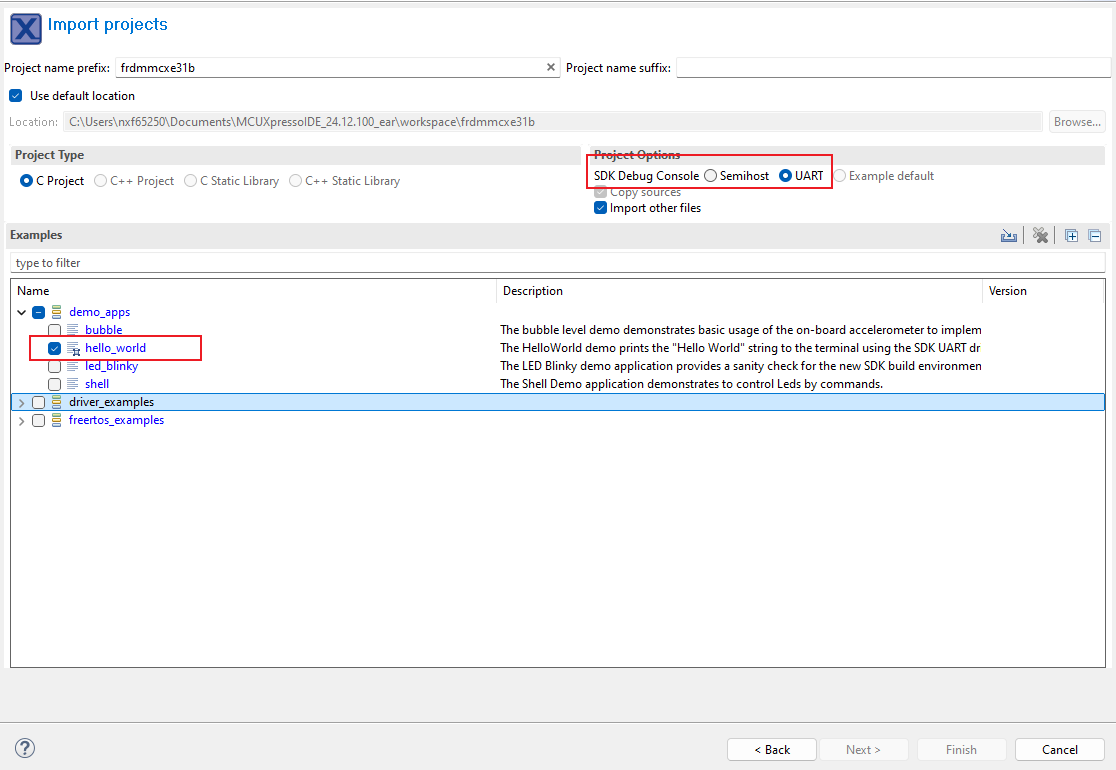 Import projects
Project name prefix: frdmmcxe31b Project name suffix:
Use default location
Location: C:\Users\nxf65250\Documents\MCUXpressoIDE_24.12.100_ear\workspace\frdmmcxe31b Browse...
Project Type Project Options
C Project C++ Project C Static Library C++ Static Library SDK Debug Console Semihost UART Example default
Copy sources
Import other files
Examples
type to filter
Name Description Version
demo_apps
bubble The bubble level demo demonstrates basic usage of the on-board accelerometer to implem
hello_world The HelloWorld demo prints the "Hello World" string to the terminal using the SDK UART dr
led_blinky The LED Blinky demo application provides a sanity check for the new SDK build environmen
shell The Shell Demo application demonstrates to control Leds by commands.
driver_examples
freertos_examples
< Back Next > Finish Cancel